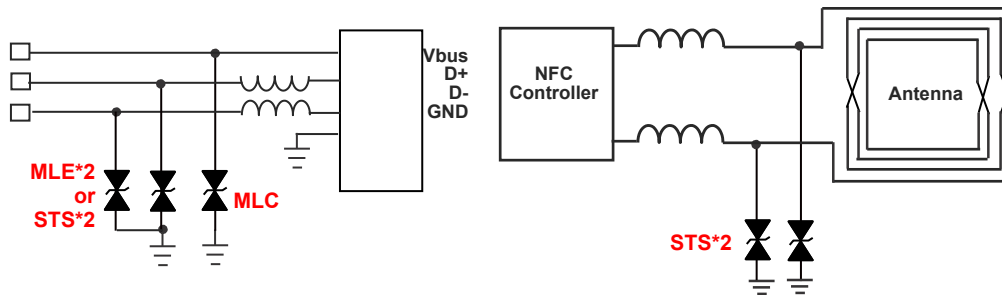 Vbus
D+
D-
GND
MLE*2
or
STS*2
MLC
NFC
Controller
Antenna
STS*2